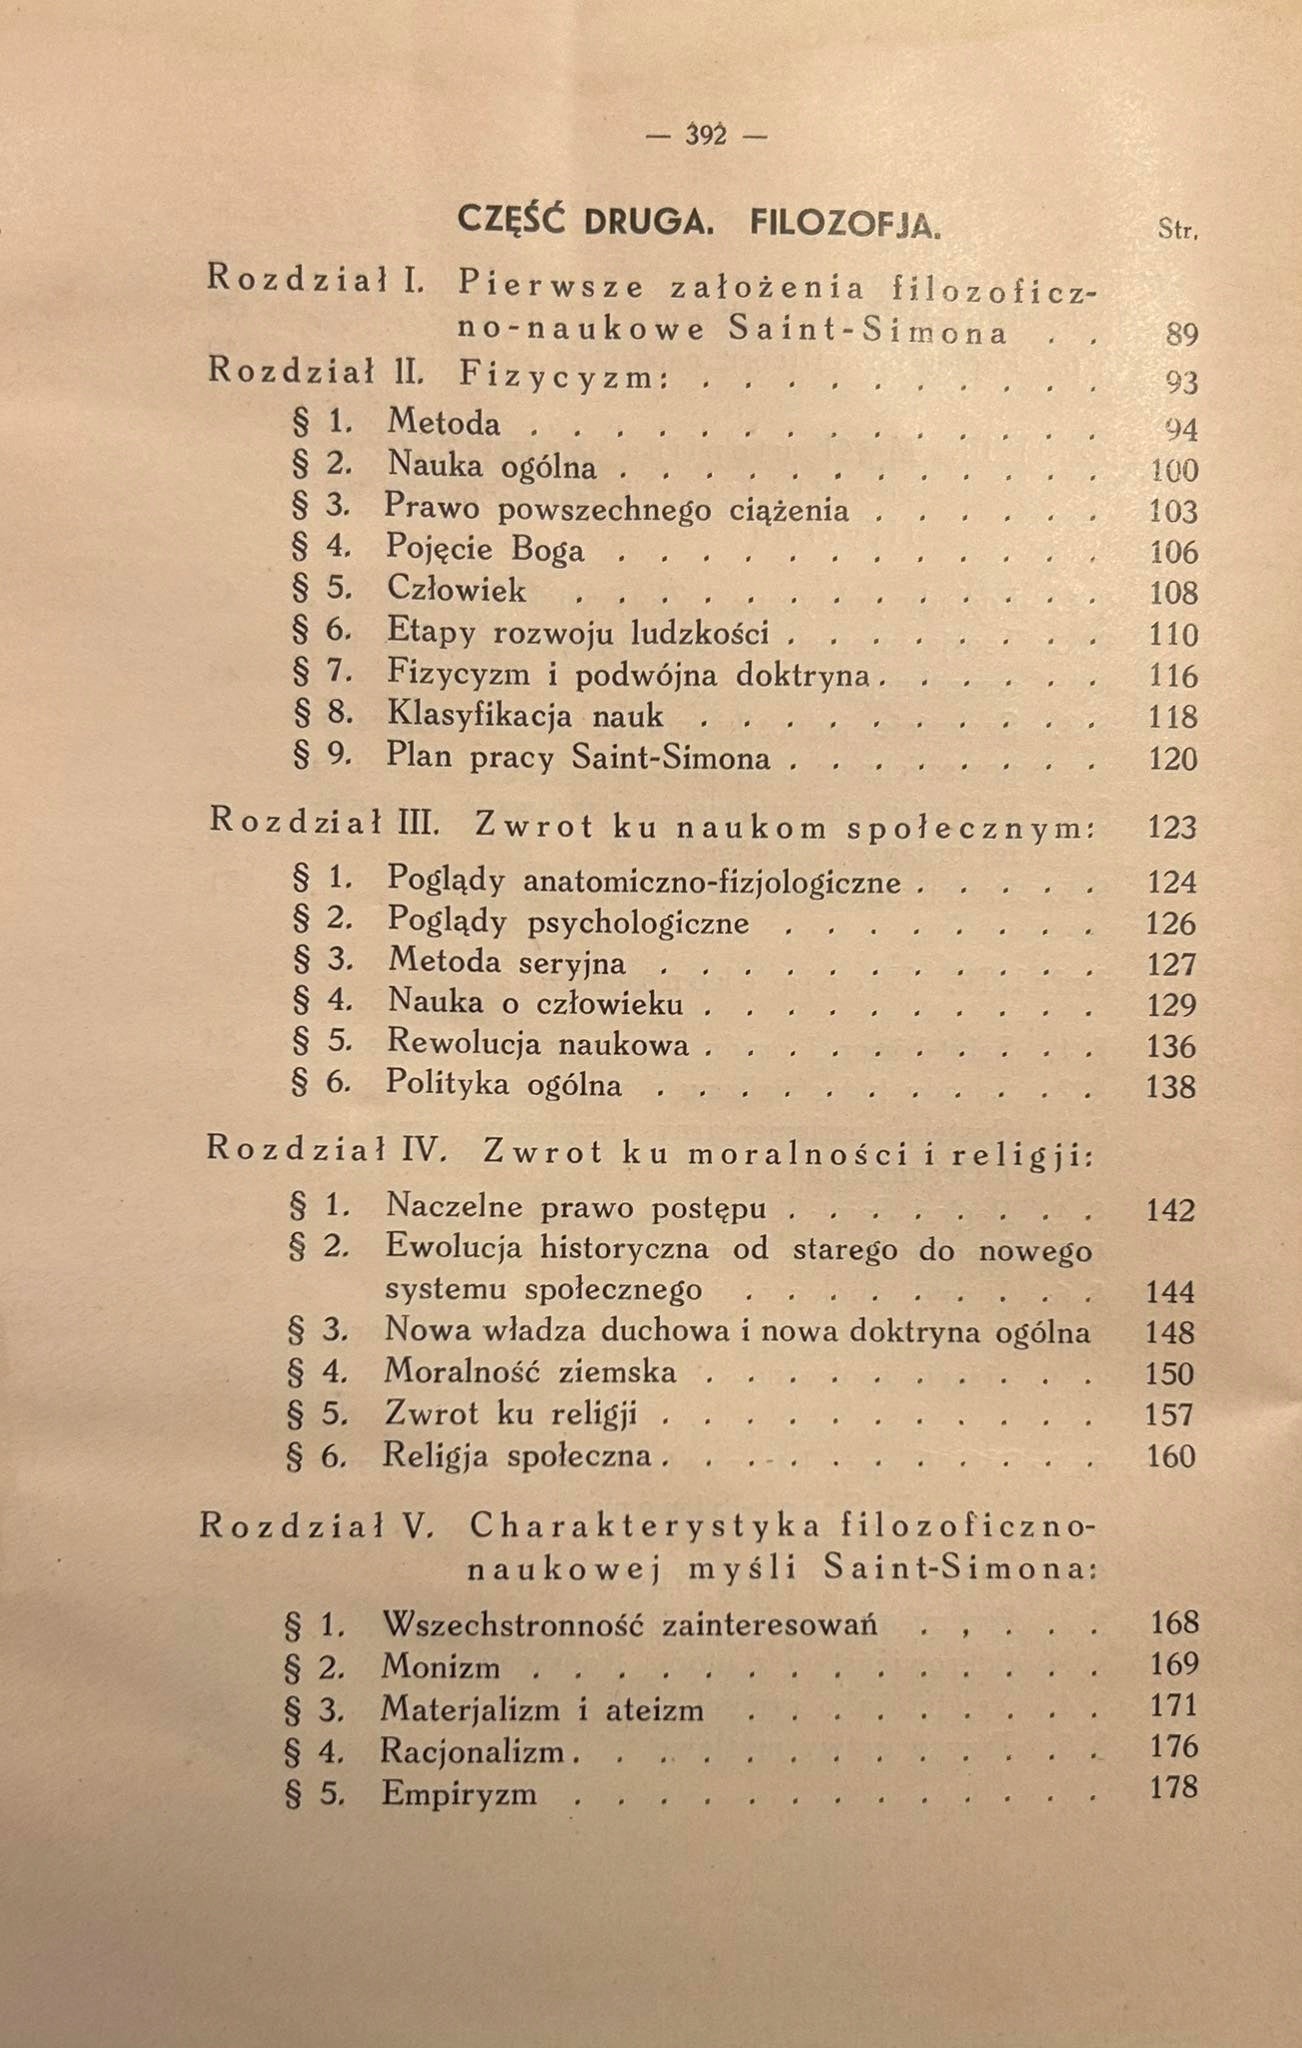 — 392 —
CZĘŚĆ DRUGA. FILOZOFJA. Str.
Rozdział I. Pierwsze założenia filozoficz-
no-naukowe Saint-Simona . . 89
Rozdział II. Fizycyzm: . . . . . . . . . . 93
§ 1. Metoda . . . . . . . . . . . . . . 94
§ 2. Nauka ogólna . . . . . . . . . . . . 100
§ 3. Prawo powszechnego ciążenia . . . . . . 103
§ 4. Pojęcie Boga . . . . . . . . . . . . 106
§ 5. Człowiek . . . . . . . . . . . . . 108
§ 6. Etapy rozwoju ludzkości . . . . . . . . 110
§ 7. Fizycyzm i podwójna doktryna . . . . . . 116
§ 8. Klasyfikacja nauk . . . . . . . . . . 118
§ 9. Plan pracy Saint-Simona . . . . . . . . 120
Rozdział III. Zwrot ku naukom społecznym: 123
§ 1. Poglądy anatomiczno-fizjologiczne . . . . . 124
§ 2. Poglądy psychologiczne . . . . . . . . 126
§ 3. Metoda seryjna . . . . . . . . . . . 127
§ 4. Nauka o człowieku . . . . . . . . . . 129
§ 5. Rewolucja naukowa . . . . . . . . . . 136
§ 6. Polityka ogólna . . . . . . . . . . . 138
Rozdział IV. Zwrot ku moralności i religji:
§ 1. Naczelne prawo postępu . . . . . . . . 142
§ 2. Ewolucja historyczna od starego do nowego
systemu społecznego . . . . . . . . . 144
§ 3. Nowa władza duchowa i nowa doktryna ogólna 148
§ 4. Moralność ziemska . . . . . . . . . . 150
§ 5. Zwrot ku religji . . . . . . . . . . . 157
§ 6. Religja społeczna . . . . . . . . . . . 160
Rozdział V. Charakterystyka filozoficzno-
naukowej myśli Saint-Simona:
§ 1. Wszechstronność zainteresowań . , . . . 168
§ 2. Monizm . . . . . . . . . . . . . . 169
§ 3. Materjalizm i ateizm . . . . . . . . . 171
§ 4. Racjonalizm . . . . . . . . . . . . . 176
§ 5. Empiryzm . . . . . . . . . . . . . 178